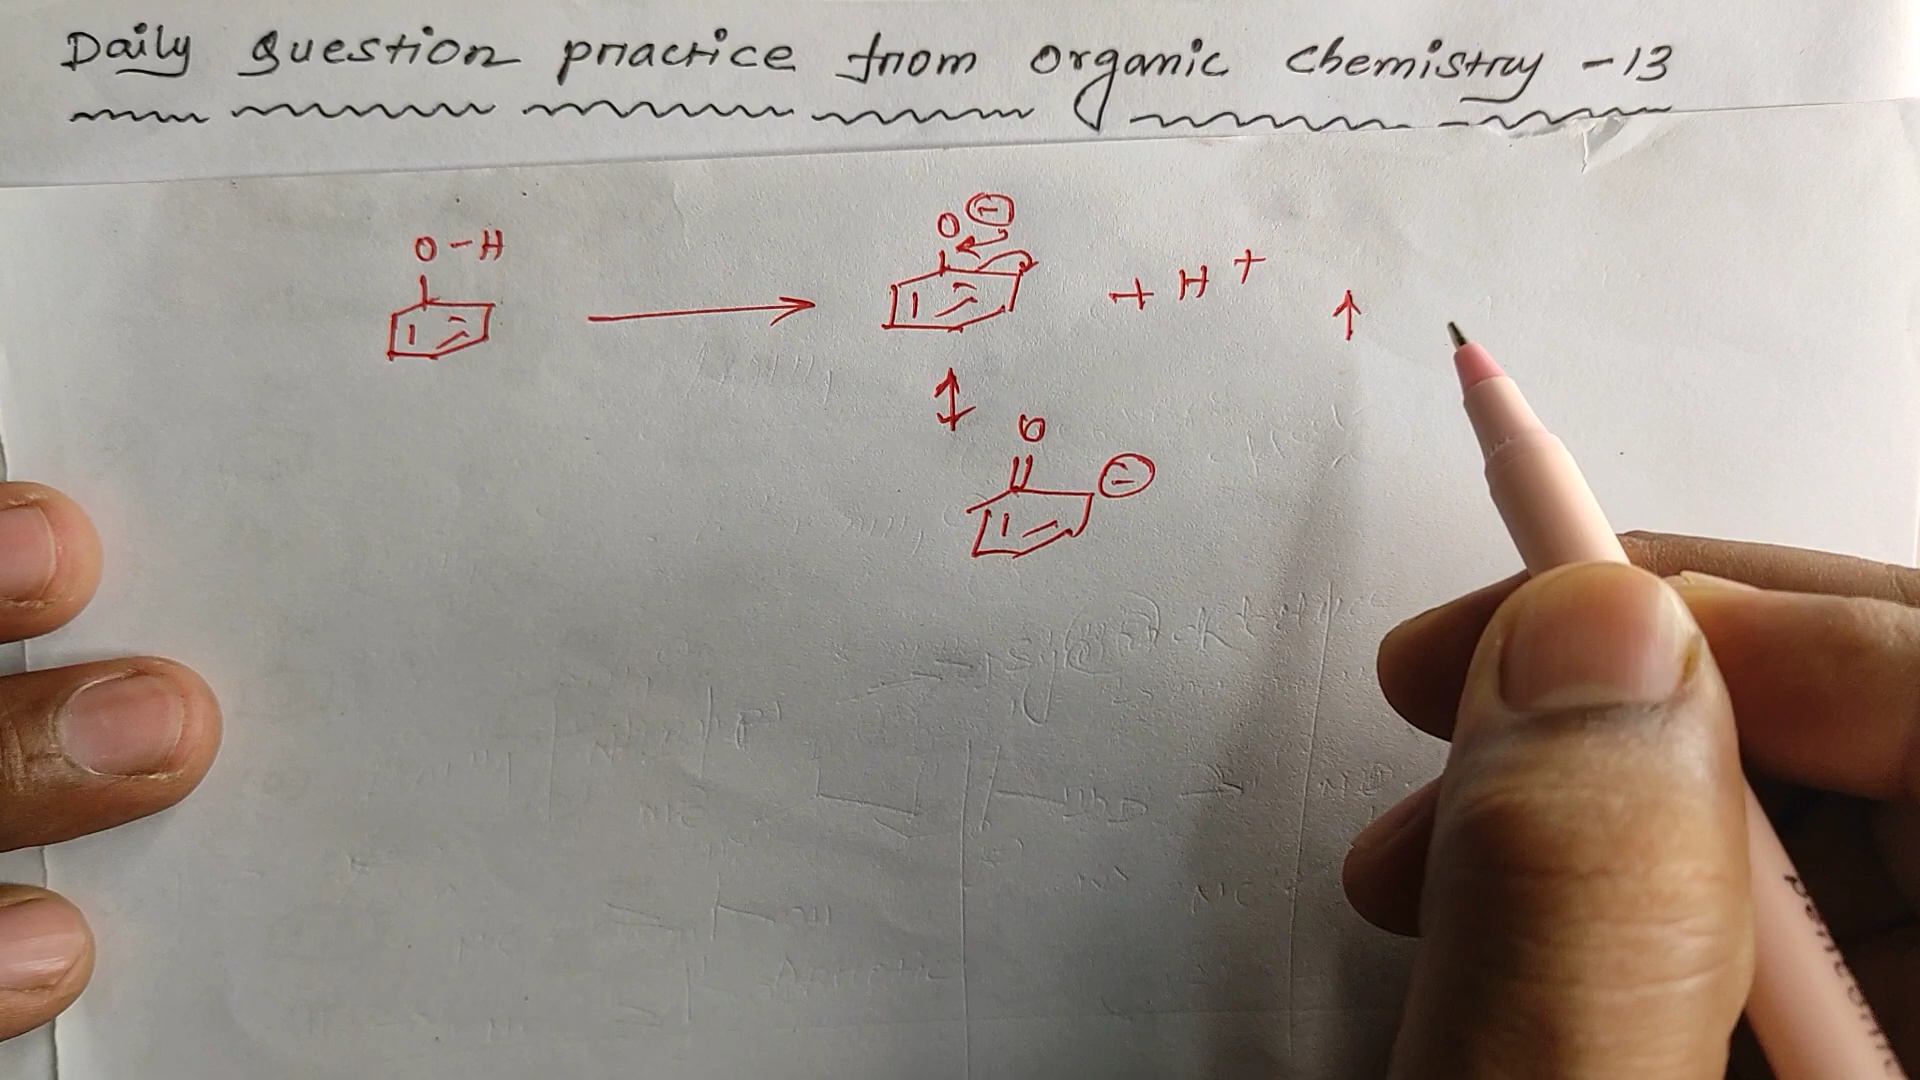 Daily Question practice from Organic Chemistry - 13
O - H
O -
+ H +
↑
O
-